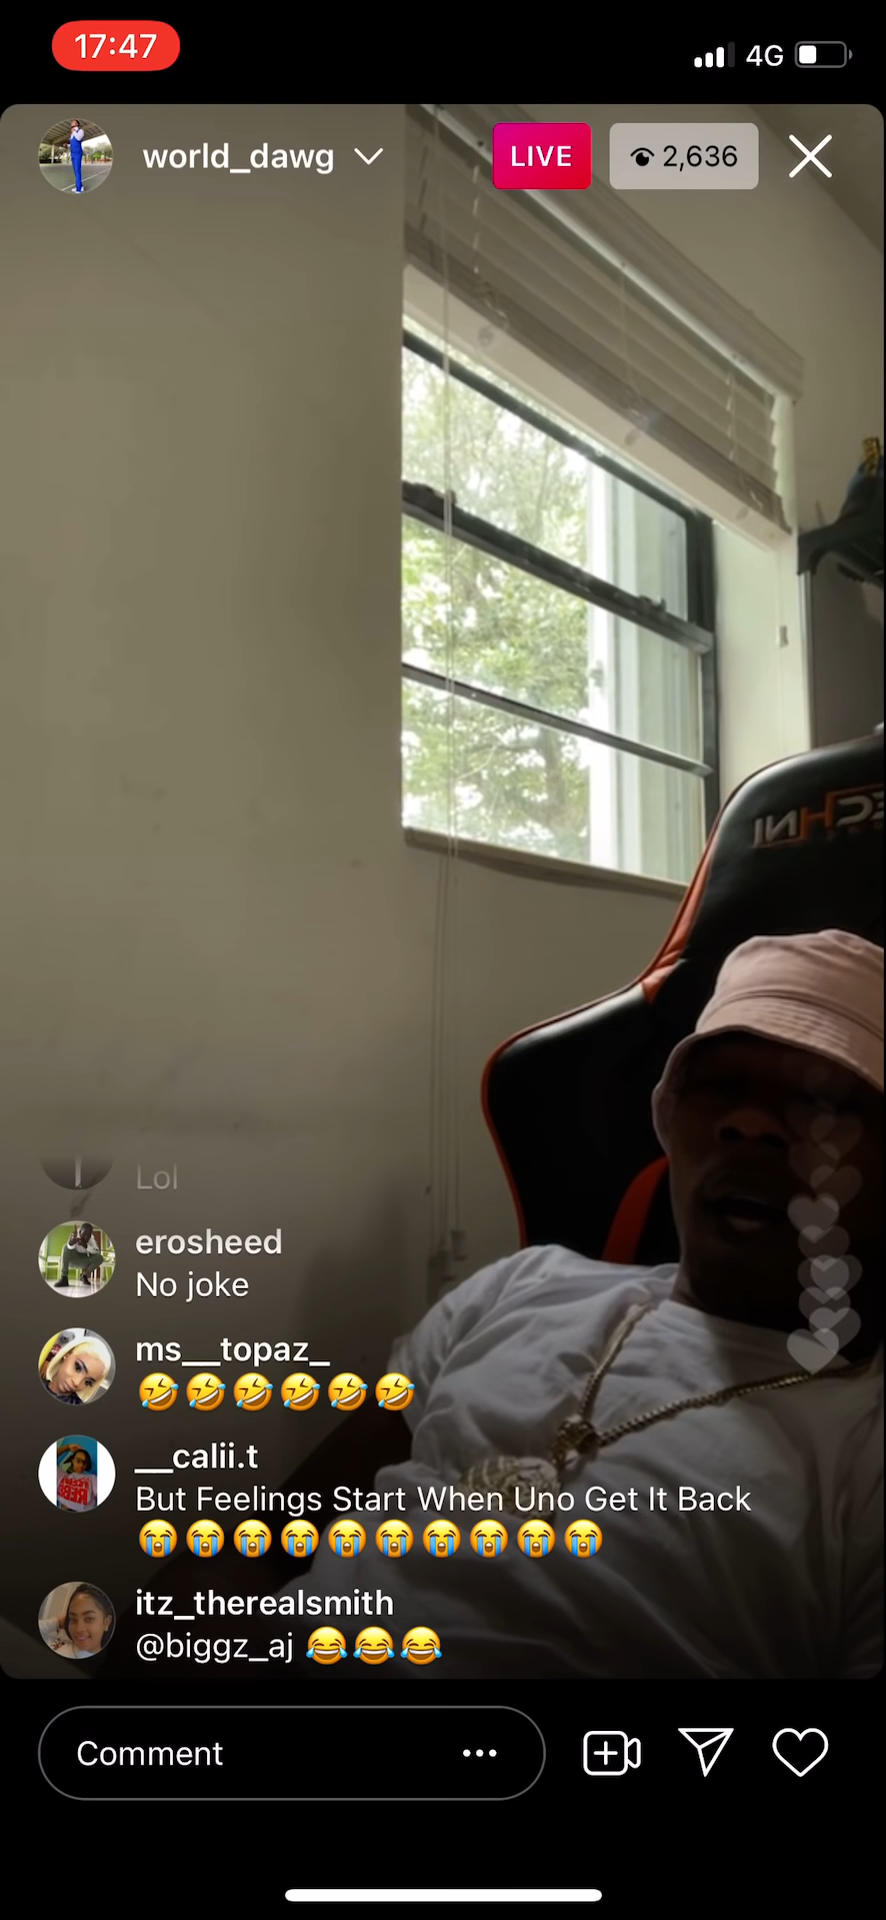 17:47
4G
world_dawg
LIVE
2,636
Lol
erosheed
No joke
ms__topaz_
🤣🤣🤣🤣🤣🤣
__calii.t
But Feelings Start When Uno Get It Back
😭😭😭😭😭😭😭😭😭😭
itz_therealsmith
@biggz_aj 😂😂😂
Comment